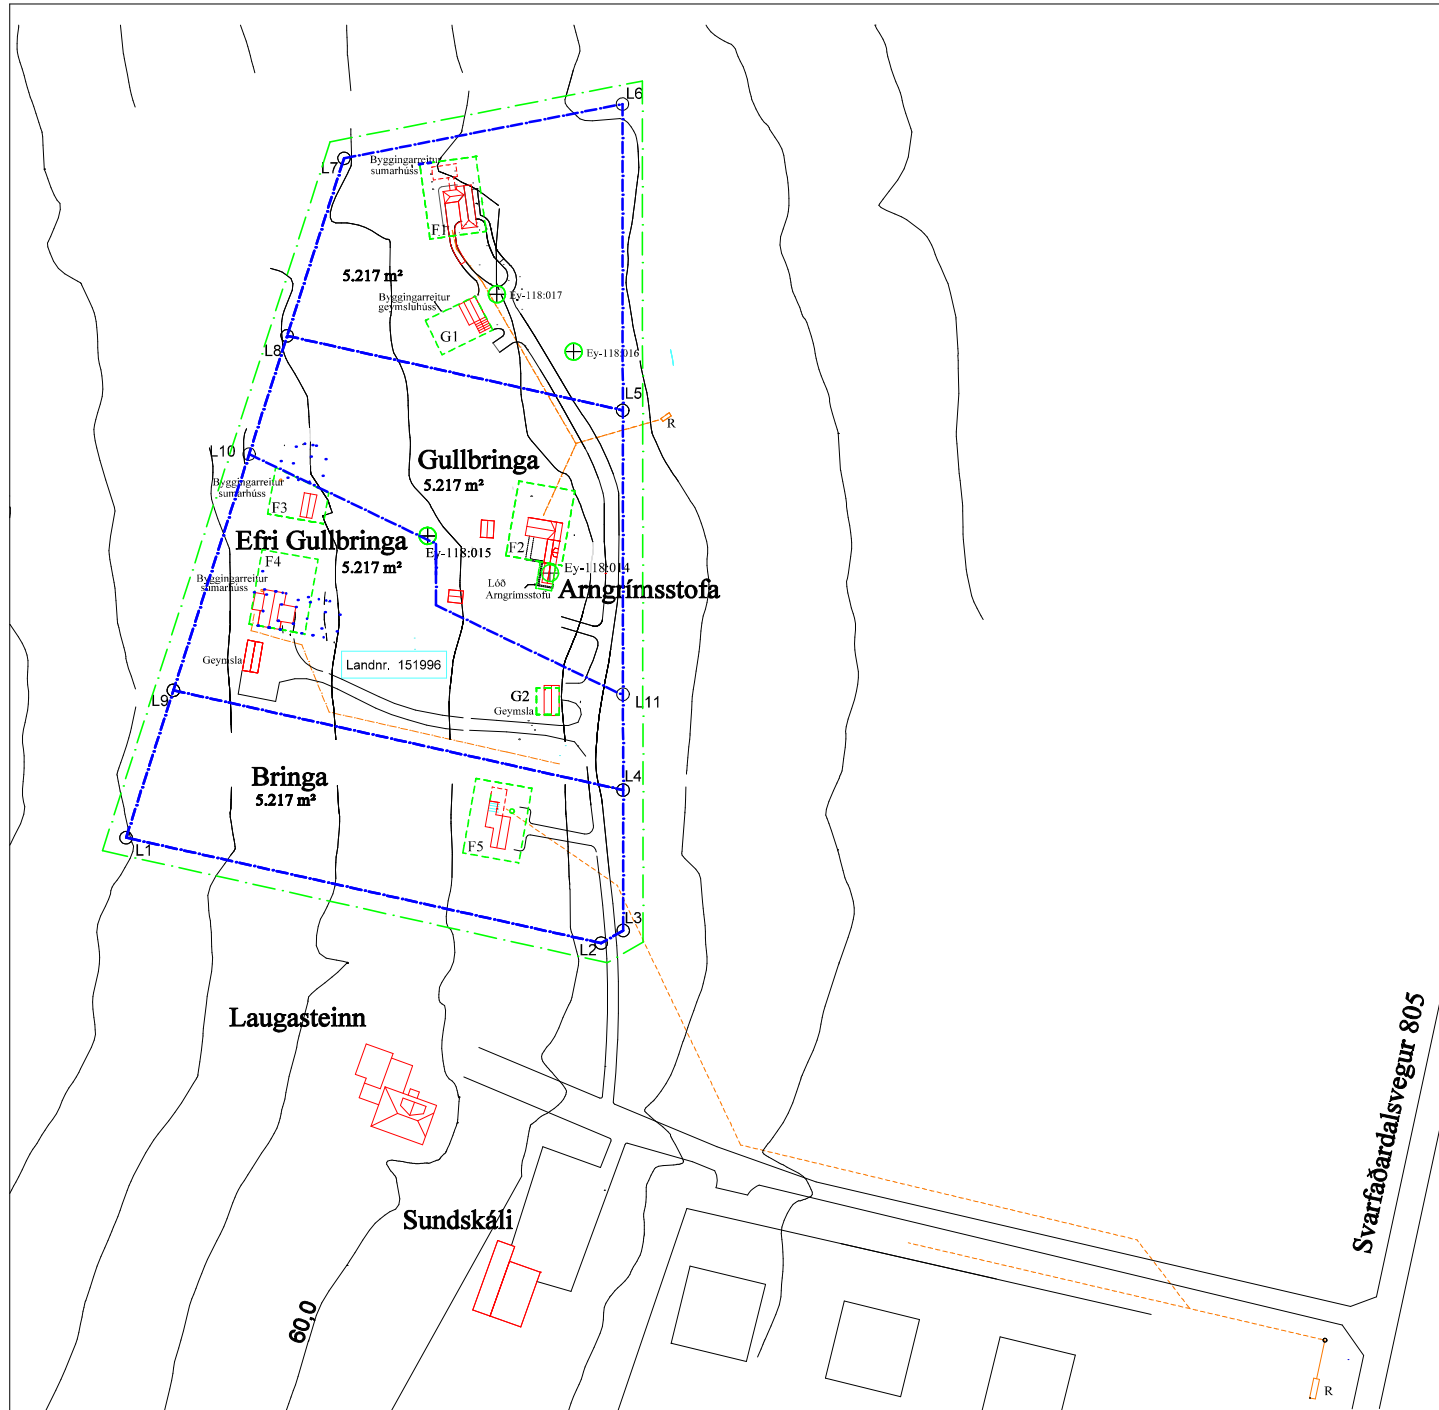 L6
L7
Byggingarreitur
sumarhúss
F1
5.217 m²
Byggingarreitur
geymsluhúss
Ey-118:017
G1
L8
Ey-118:016
L5
R
L10
Gullbringa
5.217 m²
Byggingarreitur
sumarhúss
F3
Efri Gullbringa
5.217 m²
Ey-118:015
F2
F4
Ey-118:014
Byggingarreitur
sumarhúss
Lóð
Arngrímsstofu
Arngrímsstofa
Geymsla
Landnr. 151996
L9
G2
Geymsla
L11
Bringa
5.217 m²
L4
L1
F5
L3
L2
Laugasteinn
Svarfaðardalsvegur 805
Sundskáli
60,0
R